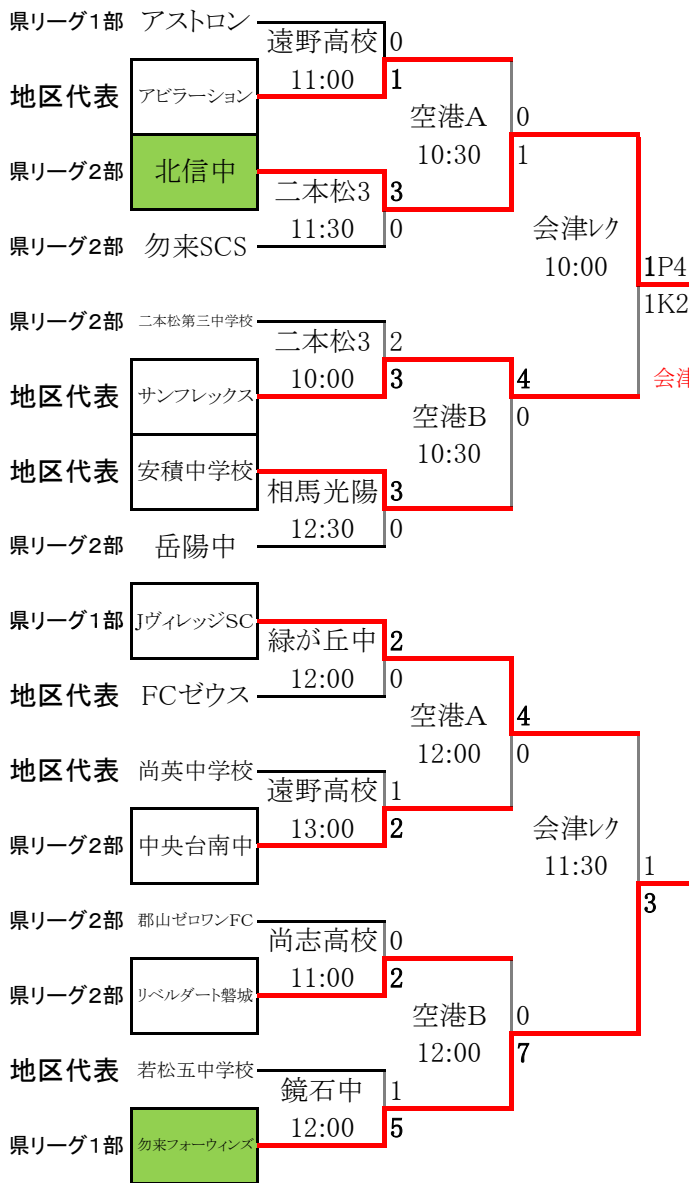 県リーグ1部 アストロン
遠野高校 0
11:00 1
地区代表 アビラーション
空港A 0
10:30 1
県リーグ2部 北信中
二本松3 3
11:30 0
県リーグ2部 勿来SCS
会津レク
10:00
1P4
1K2
県リーグ2部 二本松第三中学校
二本松3 2
10:00 3
地区代表 サンフレックス
会津
空港B 4
10:30 0
地区代表 安積中学校
相馬光陽 3
12:30 0
県リーグ2部 岳陽中
県リーグ1部 JヴィレッジSC
緑が丘中 2
12:00 0
地区代表 FCゼウス
空港A 4
12:00 0
地区代表 尚英中学校
遠野高校 1
13:00 2
県リーグ2部 中央台南中
会津レク
11:30 1
3
県リーグ2部 郡山ゼロワンFC
尚志高校 0
11:00 2
県リーグ2部 リベルダート磐城
空港B 0
12:00 7
地区代表 若松五中学校
鏡石中 1
12:00 5
県リーグ1部 勿来フォーウィンズ